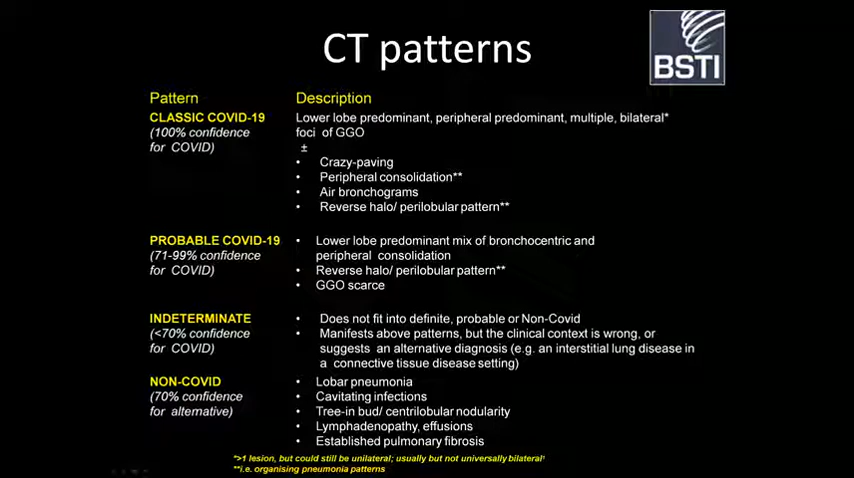 CT patterns
BSTI
Pattern
Description
CLASSIC COVID-19
(100% confidence
for COVID)
Lower lobe predominant, peripheral predominant, multiple, bilateral*
foci of GGO
±
• Crazy-paving
• Peripheral consolidation**
• Air bronchograms
• Reverse halo/ perilobular pattern**
PROBABLE COVID-19
(71-99% confidence
for COVID)
• Lower lobe predominant mix of bronchocentric and
peripheral consolidation
• Reverse halo/ perilobular pattern**
• GGO scarce
INDETERMINATE
(<70% confidence
for COVID)
• Does not fit into definite, probable or Non-Covid
• Manifests above patterns, but the clinical context is wrong, or
suggests an alternative diagnosis (e.g. an interstitial lung disease in
a connective tissue disease setting)
NON-COVID
(70% confidence
for alternative)
• Lobar pneumonia
• Cavitating infections
• Tree-in bud/ centrilobular nodularity
• Lymphadenopathy, effusions
• Established pulmonary fibrosis
*>1 lesion, but could still be unilateral; usually but not universally bilateral
**i.e. organising pneumonia patterns